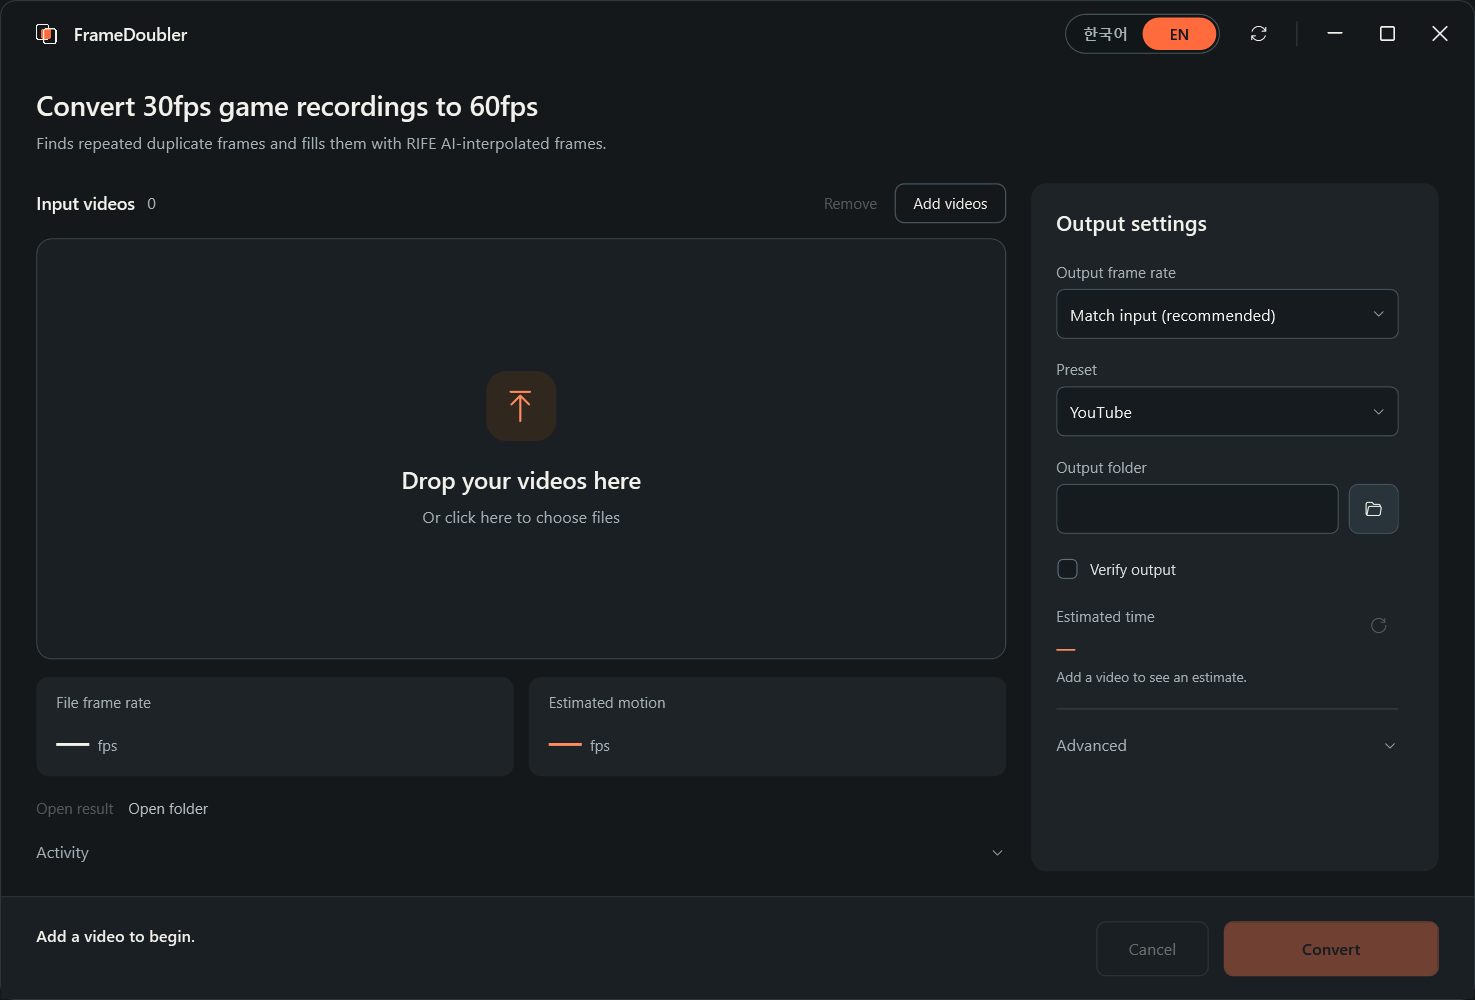 FrameDoubler
한국어
EN
Convert 30fps game recordings to 60fps
Finds repeated duplicate frames and fills them with RIFE AI-interpolated frames.
Input videos 0
Remove
Add videos
Drop your videos here
Or click here to choose files
File frame rate
fps
Estimated motion
fps
Open result
Open folder
Activity
Output settings
Output frame rate
Match input (recommended)
Preset
YouTube
Output folder
Verify output
Estimated time
Add a video to see an estimate.
Advanced
Add a video to begin.
Cancel
Convert